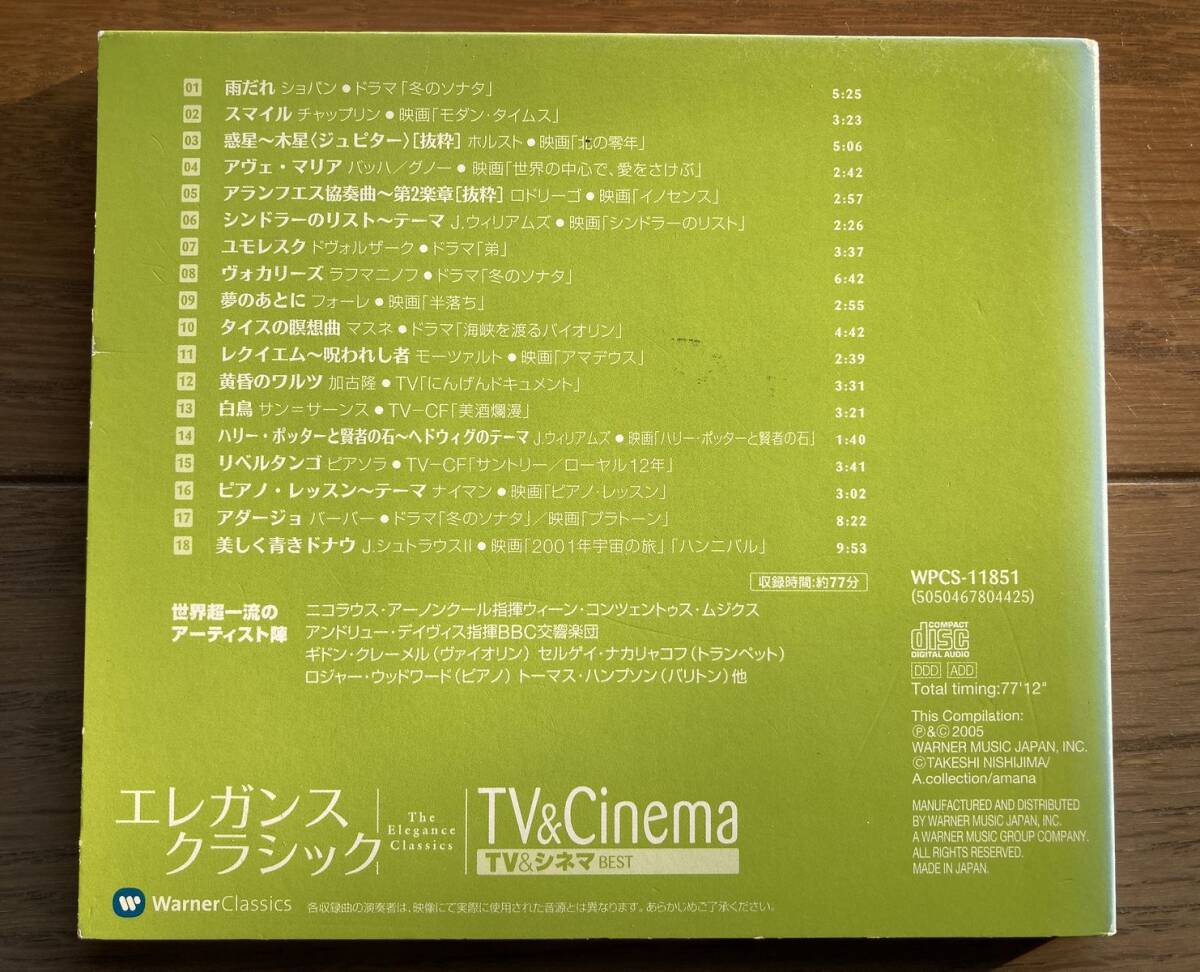 01 雨だれ ショパン●ドラマ「冬のソナタ」 5:25
02 スマイル チャップリン●映画「モダン・タイムス」 3:23
03 惑星～木星〈ジュピター〉[抜粋] ホルスト●映画「北の零年」 5:06
04 アヴェ・マリア バッハ／グノー●映画「世界の中心で、愛をさけぶ」 2:42
05 アランフエス協奏曲～第2楽章[抜粋] ロドリーゴ●映画「イノセンス」 2:57
06 シンドラーのリスト～テーマ J.ウィリアムズ●映画「シンドラーのリスト」 2:26
07 ユモレスク ドヴォルザーク●ドラマ「弟」 3:37
08 ヴォカリーズ ラフマニノフ●ドラマ「冬のソナタ」 6:42
09 夢のあとに フォーレ●映画「半落ち」 2:55
10 タイスの瞑想曲 マスネ●ドラマ「海峡を渡るバイオリン」 4:42
11 レクイエム～呪われし者 モーツァルト●映画「アマデウス」 2:39
12 黄昏のワルツ 加古隆●TV「にんげんドキュメント」 3:31
13 白鳥 サン＝サーンス●TV-CF「美酒爛漫」 3:21
14 ハリー・ポッターと賢者の石～ヘドウィグのテーマ J.ウィリアムズ●映画「ハリー・ポッターと賢者の石」 1:40
15 リベルタンゴ ピアソラ●TV-CF「サントリー／ローヤル12年」 3:41
16 ピアノ・レッスン～テーマ ナイマン●映画「ピアノ・レッスン」 3:02
17 アダージョ バーバー●ドラマ「冬のソナタ」／映画「プラトーン」 8:22
18 美しく青きドナウ J.シュトラウスII●映画「2001年宇宙の旅」「ハンニバル」 9:53
収録時間:約77分
世界超一流の
アーティスト陣
ニコラウス・アーノンクール指揮ウィーン・コンツェントゥス・ムジクス
アンドリュー・デイヴィス指揮BBC交響楽団
ギドン・クレーメル(ヴァイオリン) セルゲイ・ナカリャコフ(トランペット)
ロジャー・ウッドワード(ピアノ) トーマス・ハンプソン(バリトン)他
WPCS-11851
(5050467804425)
COMPACT
disc
DIGITAL AUDIO
DDD ADD
Total timing:77'12"
This Compilation:
Ⓟ&Ⓒ 2005
WARNER MUSIC JAPAN, INC.
ⒸTAKESHI NISHIJIMA/
A.collection/amana
MANUFACTURED AND DISTRIBUTED
BY WARNER MUSIC JAPAN, INC.
A WARNER MUSIC GROUP COMPANY.
ALL RIGHTS RESERVED.
MADE IN JAPAN.
エレガンス
クラシック
The
Elegance
Classics
TV&Cinema
TV&シネマ BEST
WarnerClassics
各収録曲の演奏者は、映像にて実際に使用された音源とは異なります。あらかじめご了承ください。